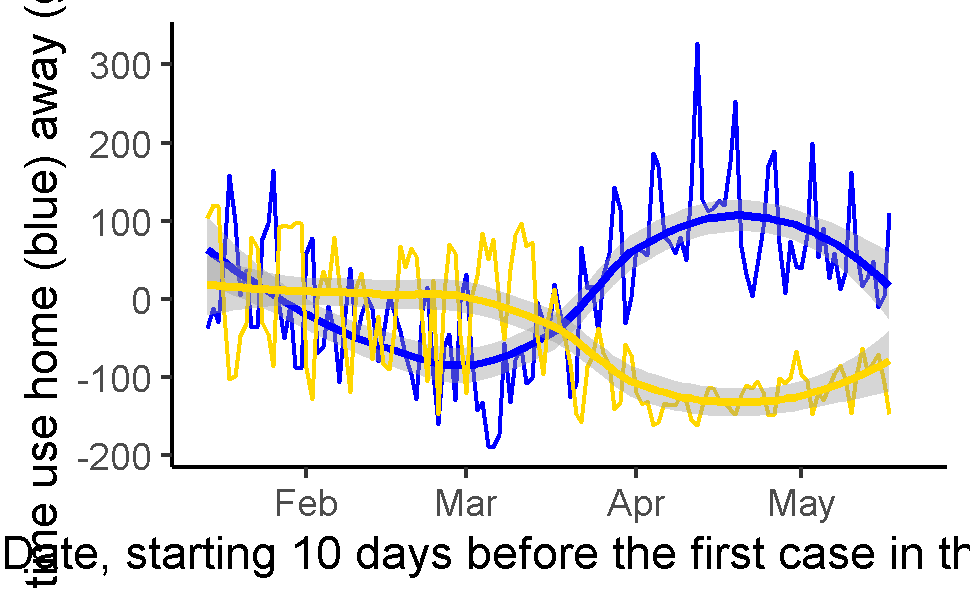 time use home (blue) away (
300
200
100
0
-100
-200
Feb Mar Apr May
Date, starting 10 days before the first case in th